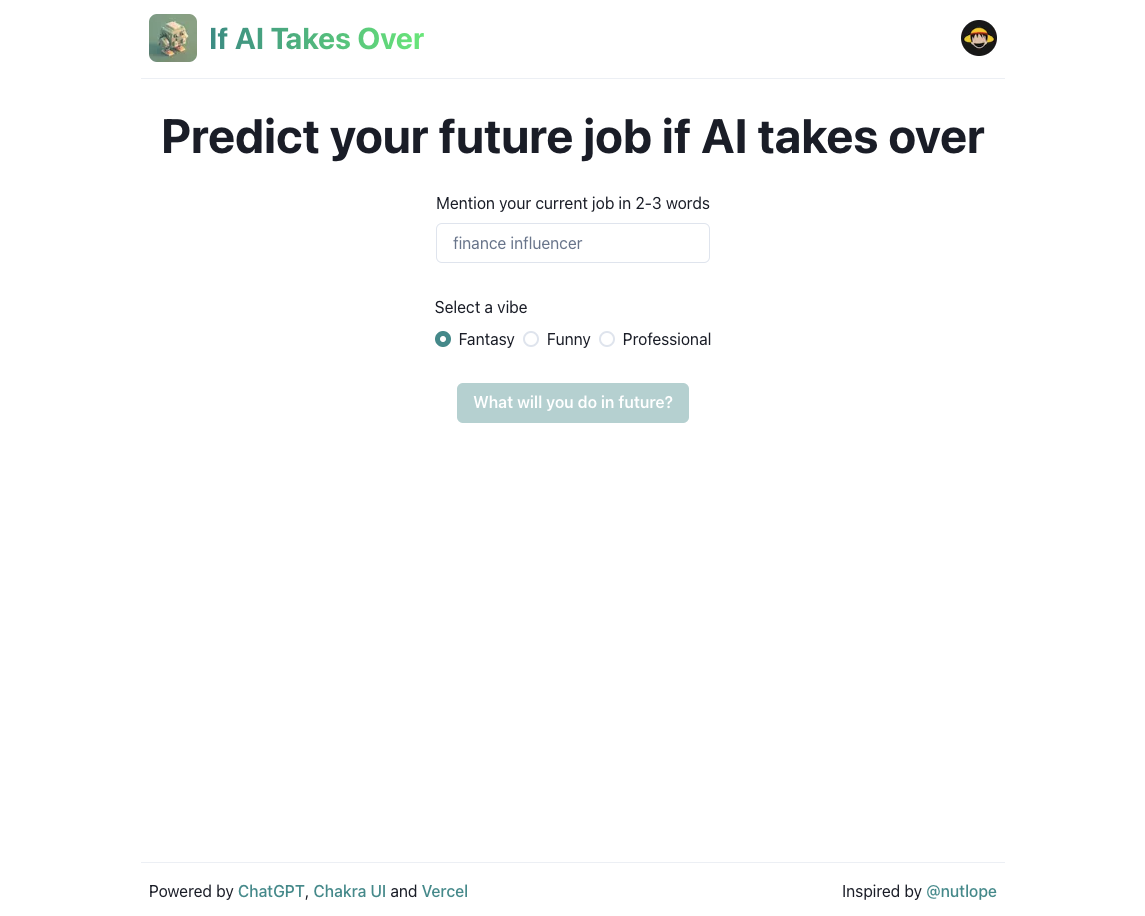 If AI Takes Over
Predict your future job if AI takes over
Mention your current job in 2-3 words
finance influencer
Select a vibe
Fantasy Funny Professional
What will you do in future?
Powered by ChatGPT, Chakra UI and Vercel
Inspired by @nutlope